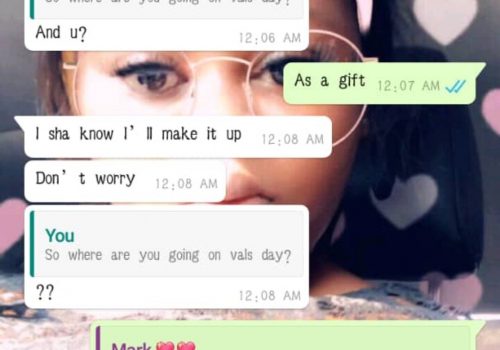 So where are you going on vals day?
And u?
12:06 AM
As a gift 12:07 AM
I sha know I'll make it up 12:08 AM
Don't worry 12:08 AM
You
So where are you going on vals day?
??
12:08 AM
Mark💗💗